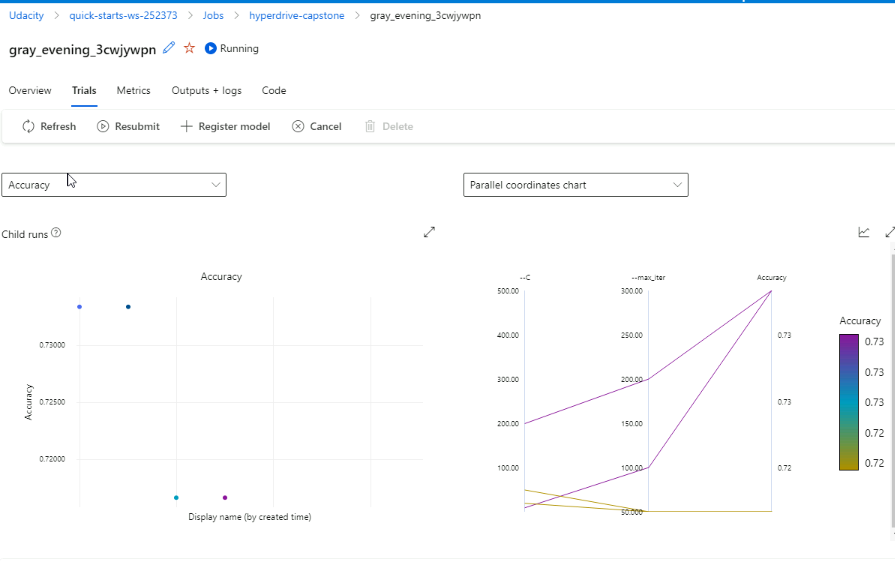 Udacity > quick-starts-ws-252373 > Jobs > hyperdrive-capstone > gray_evening_3cwjywpn
gray_evening_3cwjywpn Running
Overview Trials Metrics Outputs + logs Code
Refresh Resubmit Register model Cancel Delete
Accuracy Parallel coordinates chart
Child runs
Accuracy
0.73000
0.72500
0.72000
Accuracy
Display name (by created time)
--C --max_iter Accuracy
500.00 300.00
400.00 250.00 0.73
300.00 200.00
200.00 150.00 0.73
100.00 100.00 0.72
50.000
Accuracy
0.73
0.73
0.73
0.72
0.72